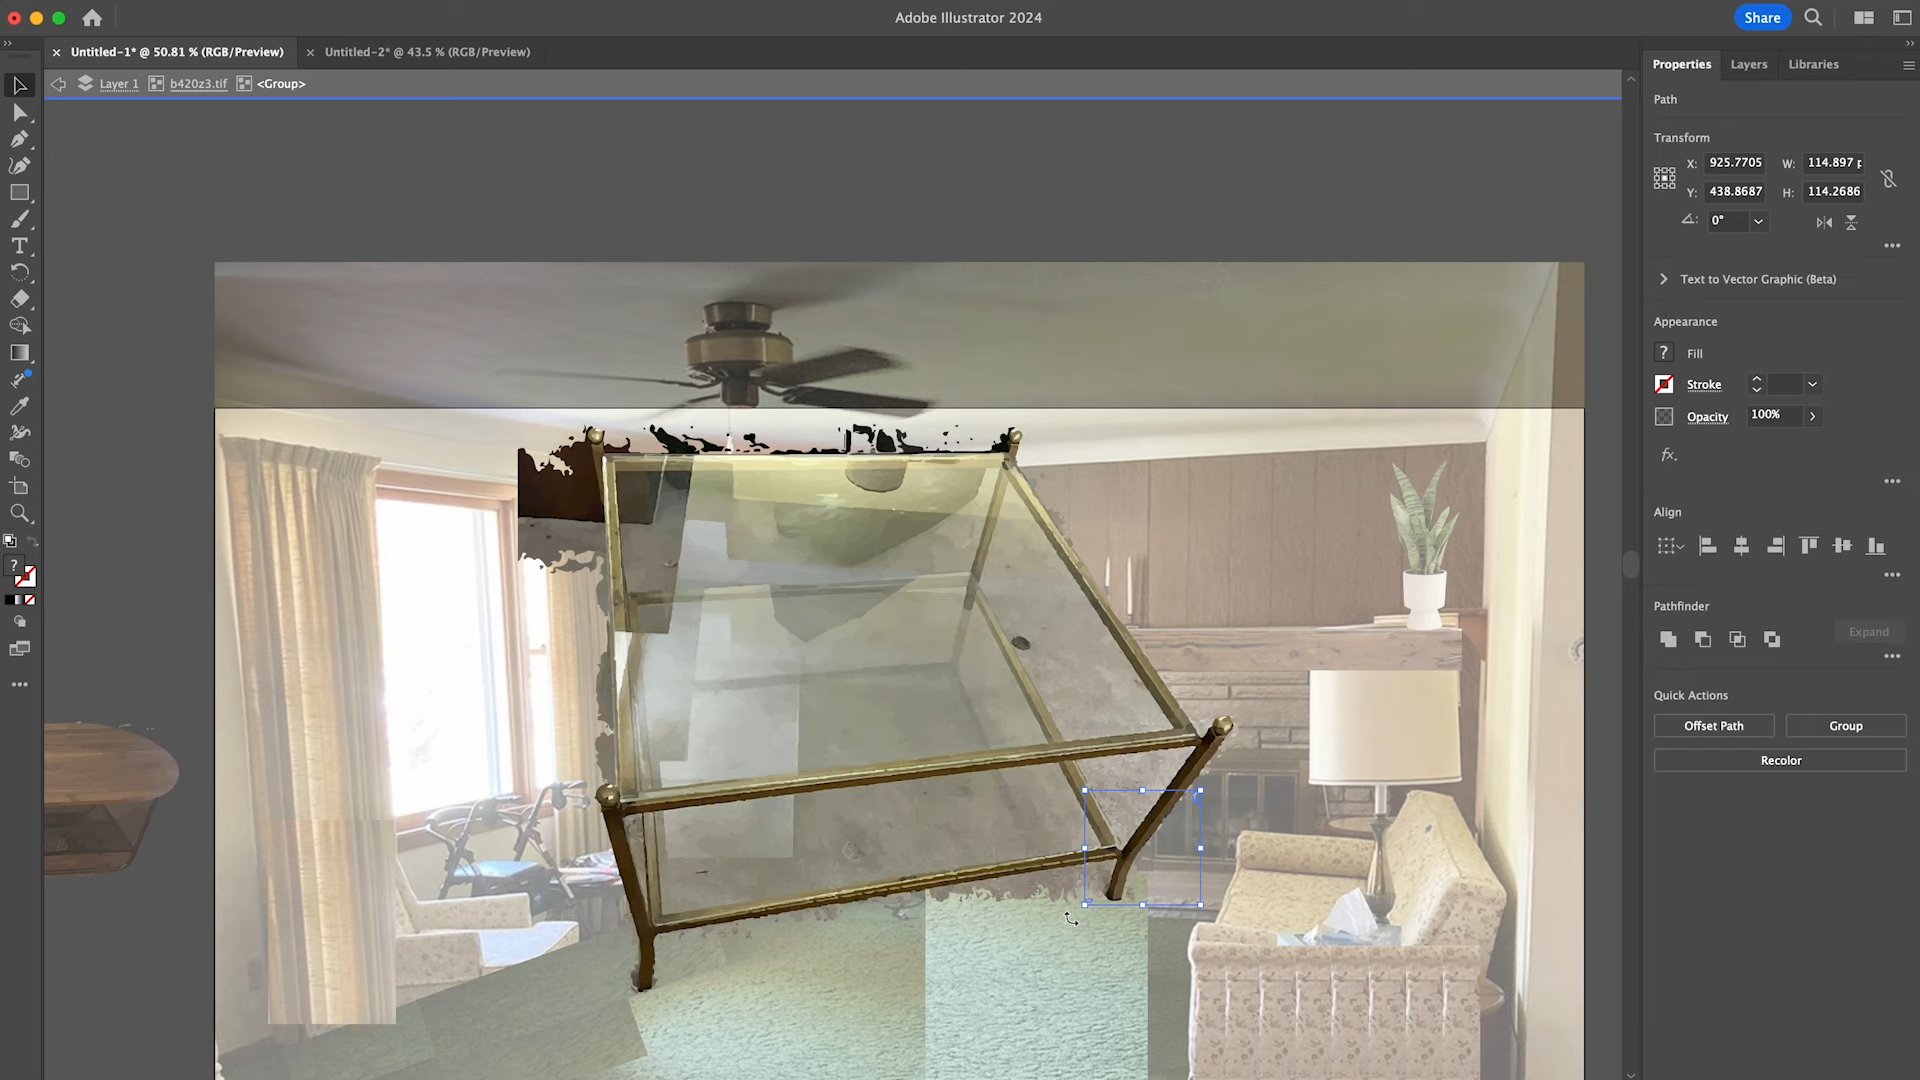 Adobe Illustrator 2024
Share
Untitled-1* @ 50.81 % (RGB/Preview)
Untitled-2* @ 43.5 % (RGB/Preview)
Layer 1
b420z3.tif
<Group>
Properties
Layers
Libraries
Path
Transform
X: 925.7705
W: 114.897 p
Y: 438.8687
H: 114.2686
0°
Text to Vector Graphic (Beta)
Appearance
? Fill
Stroke
Opacity
100%
fx.
Align
Pathfinder
Expand
Quick Actions
Offset Path
Group
Recolor